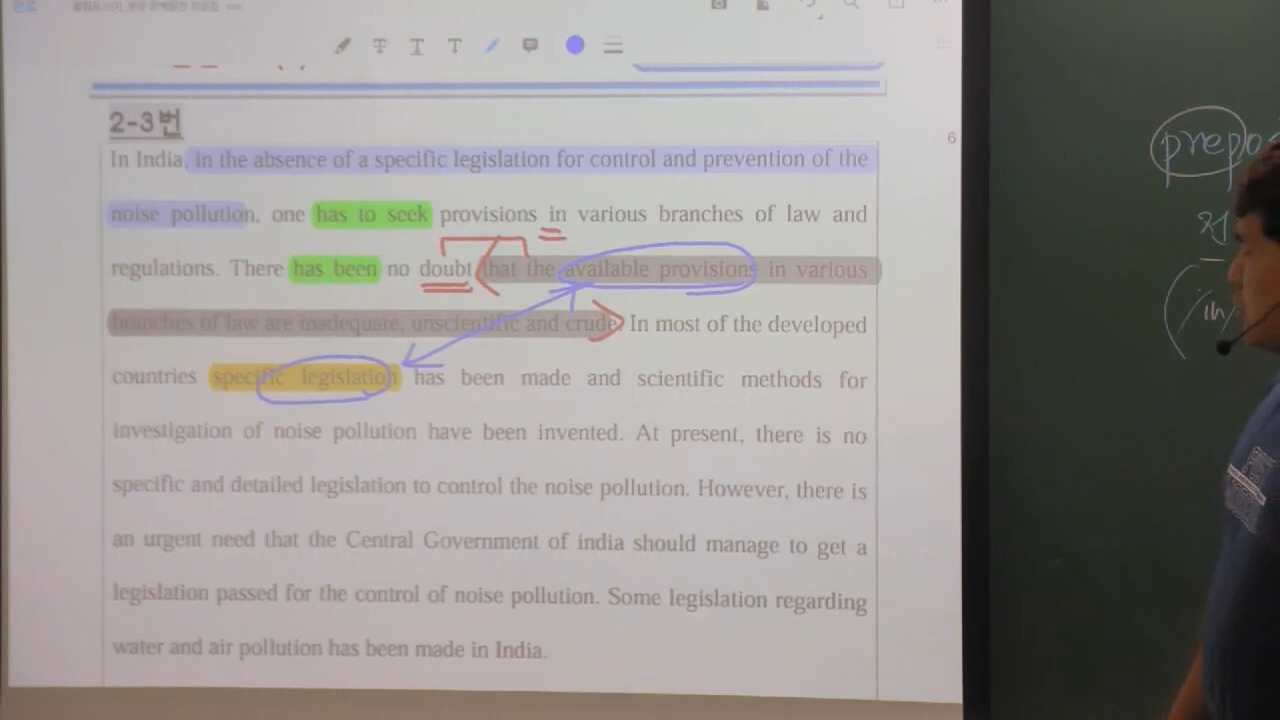 2-3번
6
In India, in the absence of a specific legislation for control and prevention of the
noise pollution, one has to seek provisions in various branches of law and
regulations. There has been no doubt that the available provisions in various
branches of law are inadequate, unscientific and crude. In most of the developed
countries specific legislation has been made and scientific methods for
investigation of noise pollution have been invented. At present, there is no
specific and detailed legislation to control the noise pollution. However, there is
an urgent need that the Central Government of india should manage to get a
legislation passed for the control of noise pollution. Some legislation regarding
water and air pollution has been made in India.
prepo
전
in